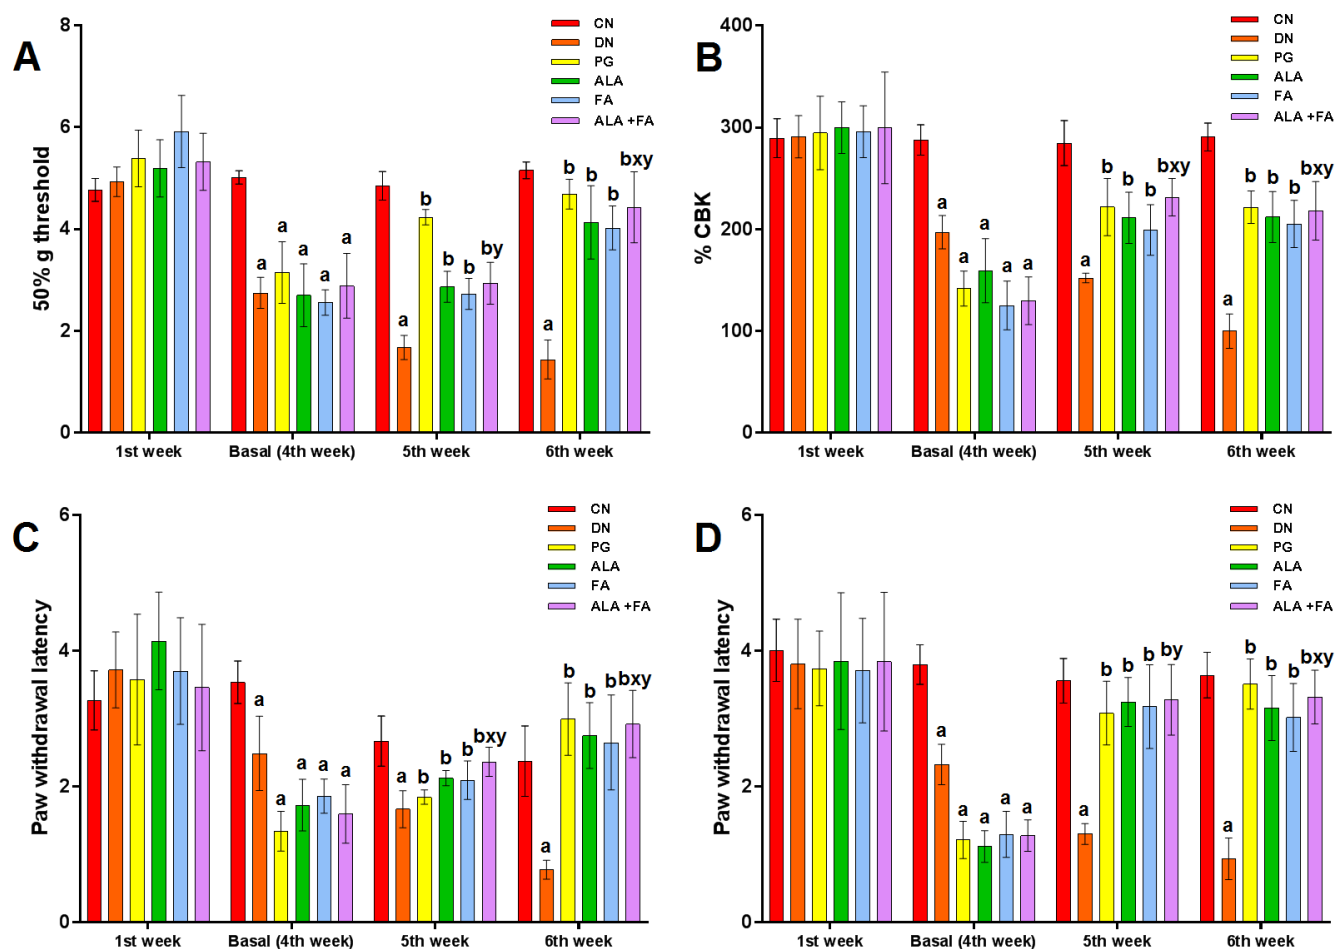 A
50% g threshold
8
6
4
2
0
CN
DN
PG
ALA
FA
ALA +FA
a a a a a
a b b b by
a b b b bxy
1st week Basal (4th week) 5th week 6th week
B
% CBK
400
300
200
100
0
CN
DN
PG
ALA
FA
ALA +FA
a a a a
a b b b bxy
a b b b bxy
1st week Basal (4th week) 5th week 6th week
C
Paw withdrawal latency
6
4
2
0
CN
DN
PG
ALA
FA
ALA +FA
a a a a a
a b b b bxy
a b b b bxy
1st week Basal (4th week) 5th week 6th week
D
Paw withdrawal latency
6
4
2
0
CN
DN
PG
ALA
FA
ALA +FA
a a a a a
a b b b by
a b b b bxy
1st week Basal (4th week) 5th week 6th week